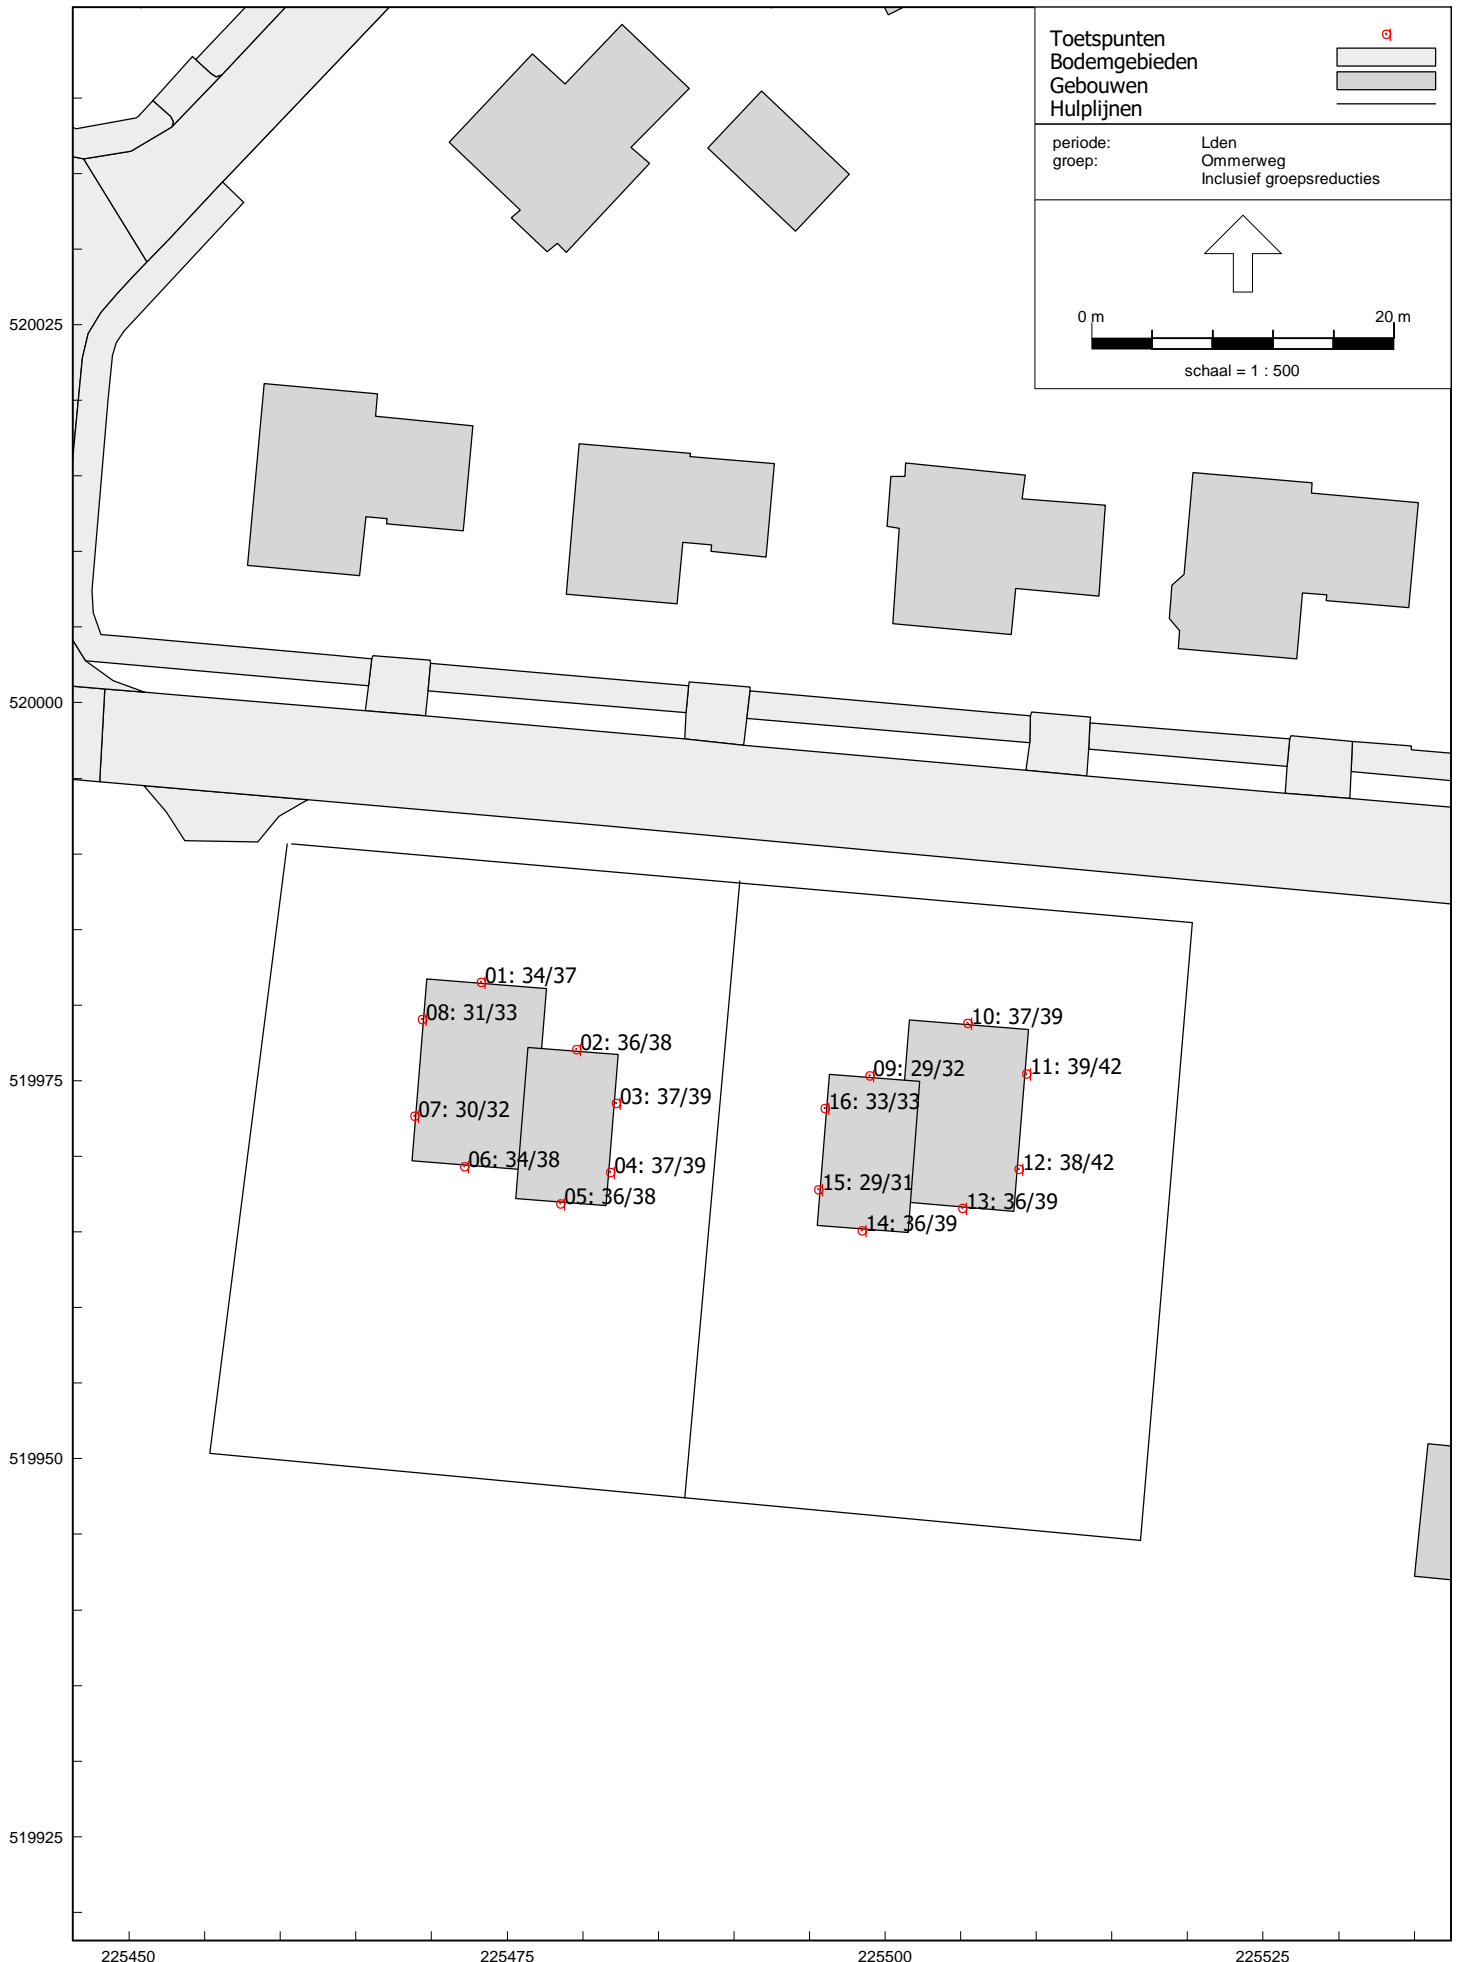 Toetspunten
Bodemgebieden
Gebouwen
Hulplijnen
periode: Lden
groep: Ommerweg
Inclusief groepsreducties
0 m 20 m
schaal = 1 : 500
520025
520000
01: 34/37
08: 31/33
02: 36/38
03: 37/39
07: 30/32
06: 34/38
04: 37/39
05: 36/38
10: 37/39
09: 29/32
11: 39/42
16: 33/33
12: 38/42
15: 29/31
13: 36/39
14: 36/39
519975
519950
519925
225450 225475 225500 225525